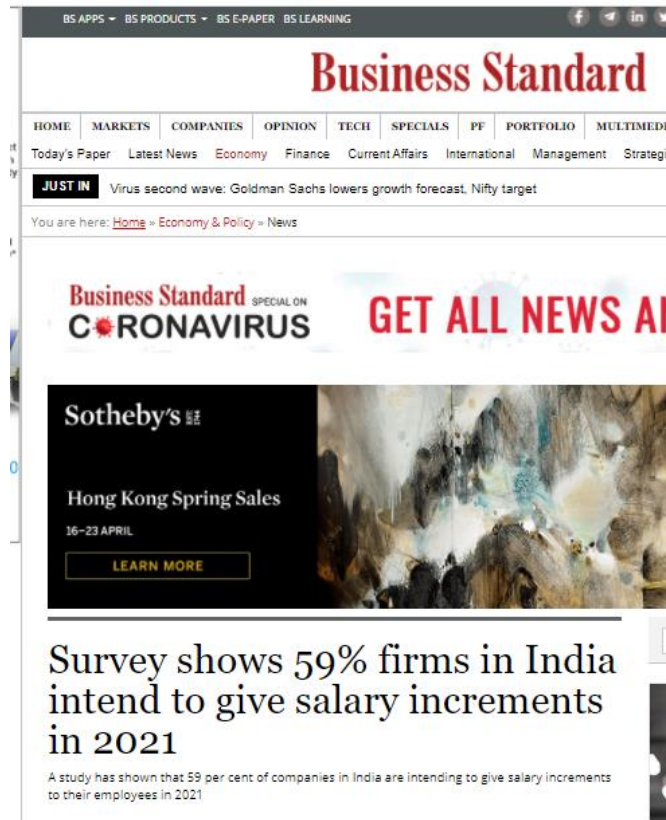 BS APPS BS PRODUCTS BS E-PAPER BS LEARNING
Business Standard
HOME MARKETS COMPANIES OPINION TECH SPECIALS PF PORTFOLIO MULTIMEDI
Today's Paper Latest News Economy Finance Current Affairs International Management Strategi
JUST IN Virus second wave: Goldman Sachs lowers growth forecast, Nifty target
You are here: Home » Economy & Policy » News
Business Standard SPECIAL ON
CORONAVIRUS
GET ALL NEWS A
Sotheby's
Hong Kong Spring Sales
16–23 APRIL
LEARN MORE
Survey shows 59% firms in India
intend to give salary increments
in 2021
A study has shown that 59 per cent of companies in India are intending to give salary increments
to their employees in 2021